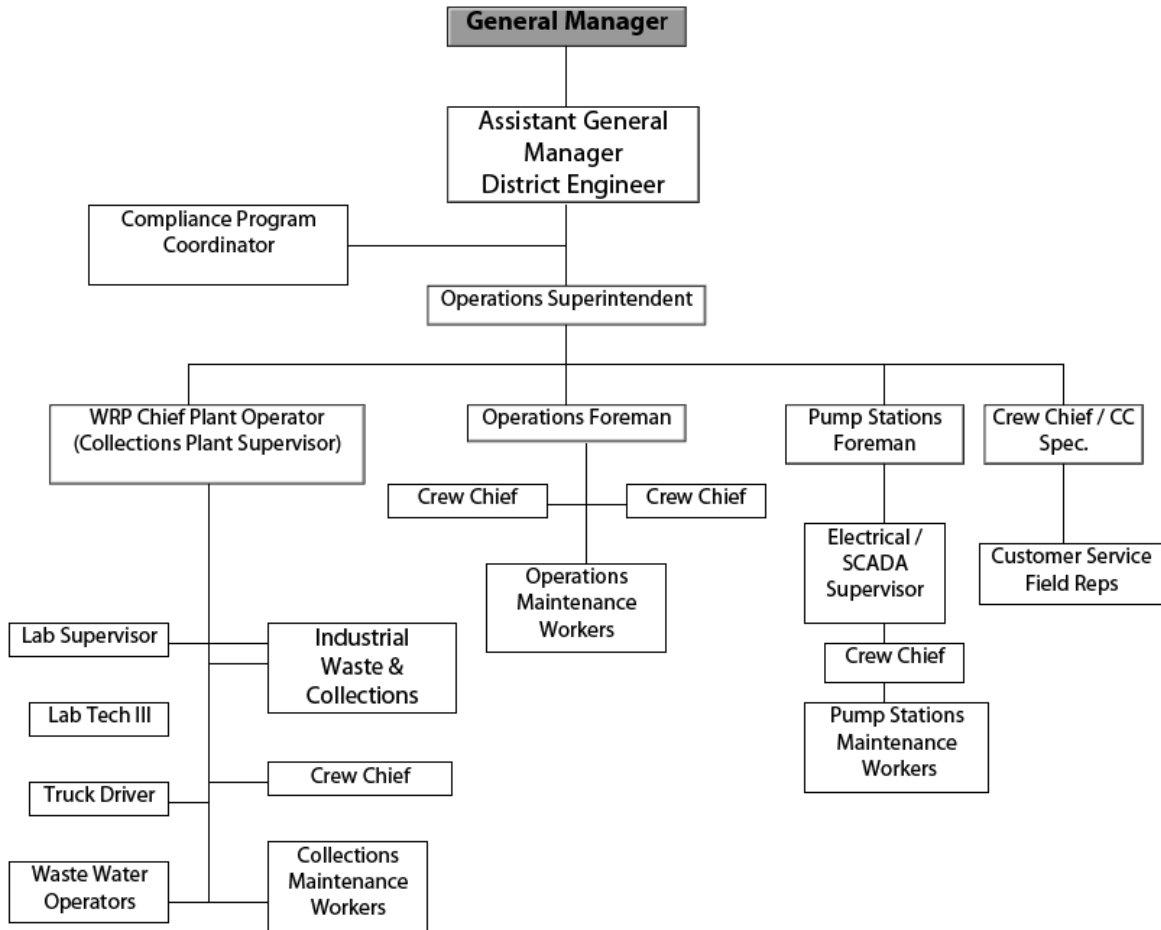 General Manager
Assistant General
Manager
District Engineer
Compliance Program
Coordinator
Operations Superintendent
WRP Chief Plant Operator
(Collections Plant Supervisor)
Operations Foreman
Pump Stations
Foreman
Crew Chief / CC
Spec.
Crew Chief
Crew Chief
Electrical /
SCADA
Supervisor
Customer Service
Field Reps
Operations
Maintenance
Workers
Lab Supervisor
Industrial
Waste &
Collections
Crew Chief
Lab Tech III
Pump Stations
Maintenance
Workers
Truck Driver
Crew Chief
Waste Water
Operators
Collections
Maintenance
Workers